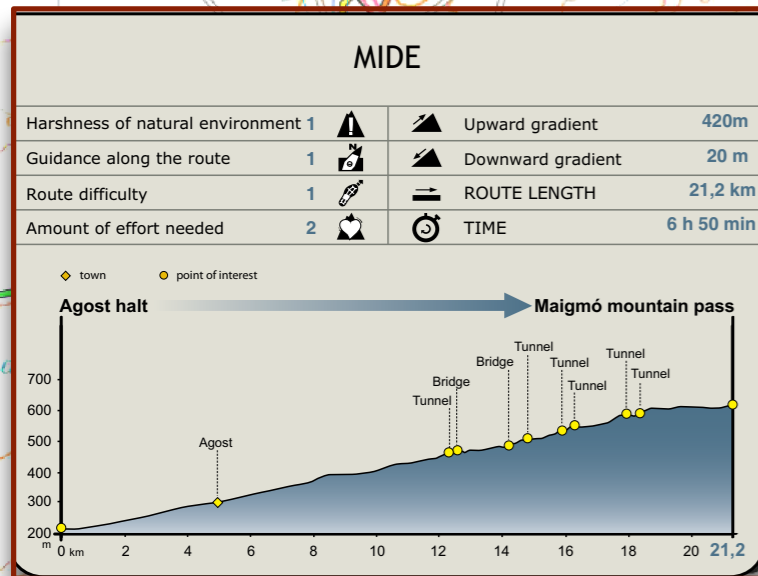 MIDE
Harshness of natural environment 1
Upward gradient 420m
Guidance along the route 1
N
Downward gradient 20 m
Route difficulty 1
ROUTE LENGTH 21,2 km
Amount of effort needed 2
TIME 6 h 50 min
town
point of interest
Agost halt
Maigmó mountain pass
Tunnel
Tunnel
Bridge
Tunnel
Tunnel
Bridge
Tunnel
Tunnel
Agost
700
600
500
400
300
200
m
0 km 2 4 6 8 10 12 14 16 18 20 21,2